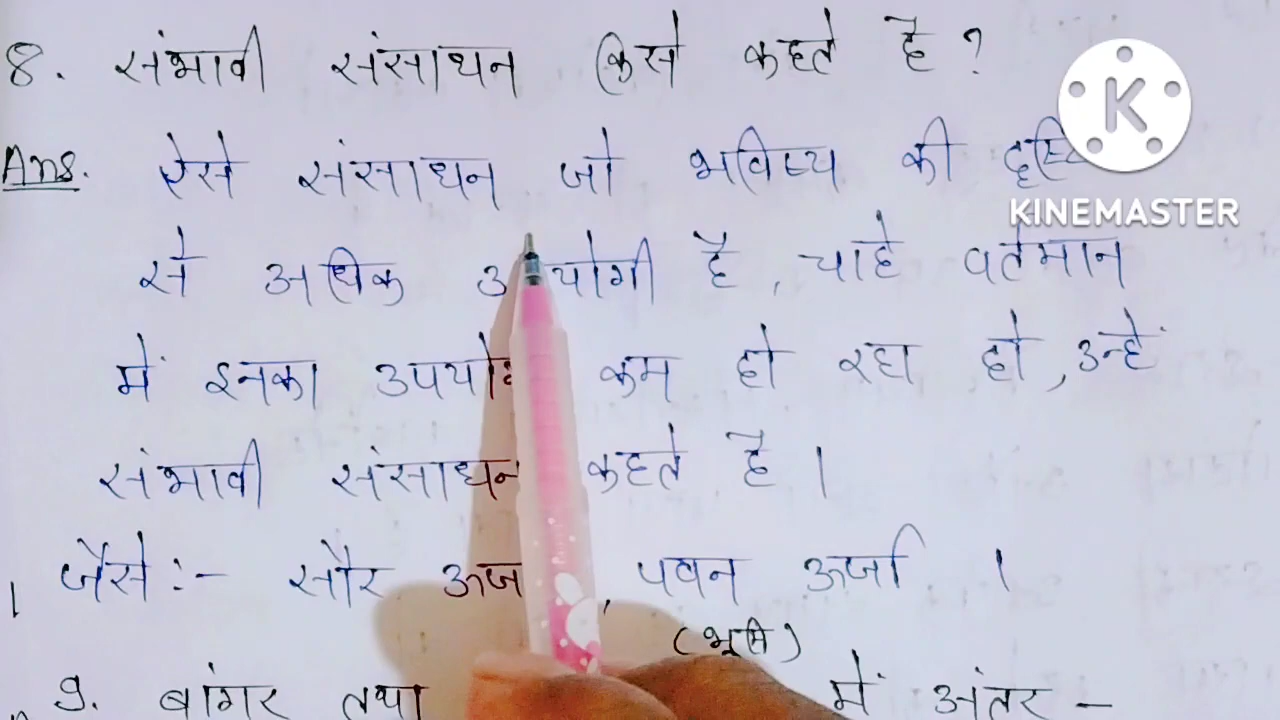 8. संभावी संसाधन किसे कहते है ?
Ans. ऐसे संसाधन जो भविष्य की
KINEMASTER
से अधिक है , चाहे वर्तमान
में इनका कम हो रहा हो , उन्हें
संभावी संसाधन कहते है ।
जैसे :- सौर , पवन ऊर्जा ।
(भूमि)
9. बांगर तथा में अंतर -